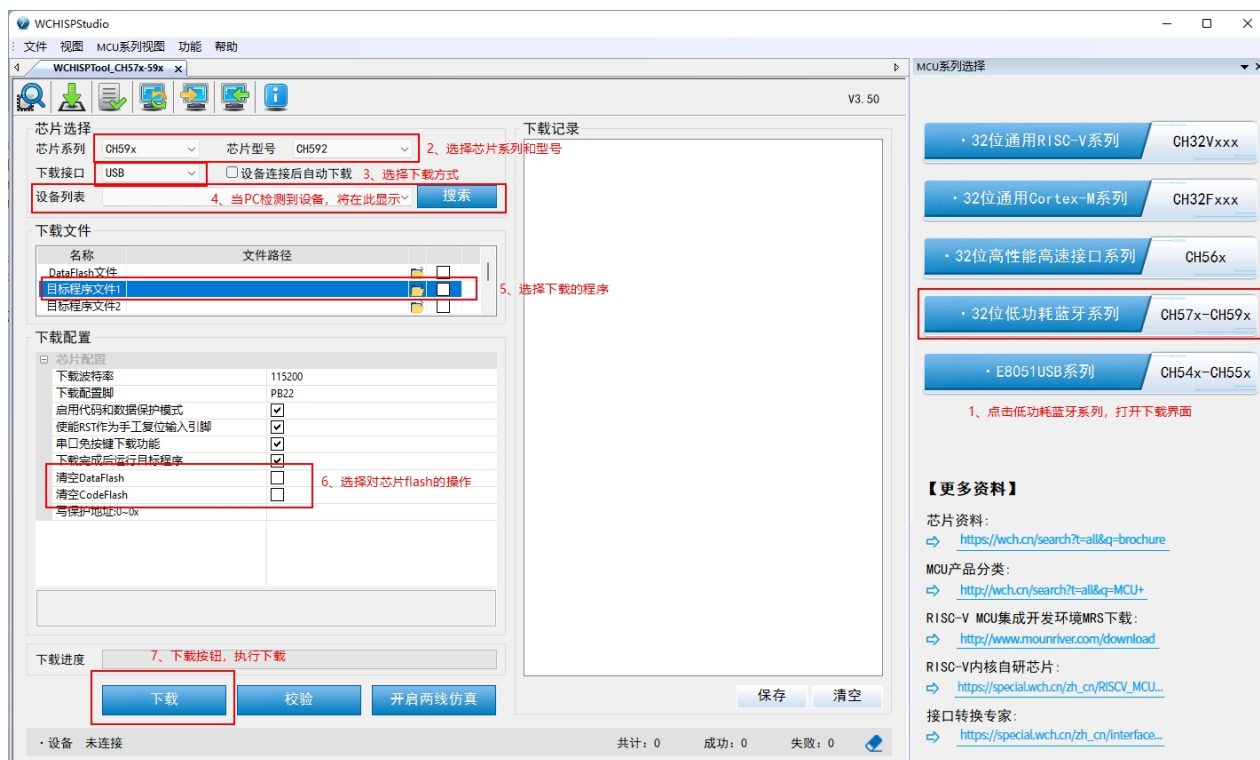 WCHISPStudio
文件 视图 MCU系列视图 功能 帮助
WCHISPTool_CH57x-59x
V3.50
芯片选择
芯片系列 CH59x 芯片型号 CH592 2、选择芯片系列和型号
下载接口 USB 设备连接后自动下载 3、选择下载方式
设备列表 4、当PC检测到设备，将在此显示 搜索
下载文件
名称 文件路径
DataFlash文件
目标程序文件1 5、选择下载的程序
目标程序文件2
下载配置
芯片配置
下载波特率 115200
下载配置脚 PB22
启用代码和数据保护模式
使能RST作为手工复位输入引脚
串口免按键下载功能
下载完成后运行目标程序
清空DataFlash
清空CodeFlash
6、选择对芯片flash的操作
写保护地址:0~0x
下载进度 7、下载按钮，执行下载
下载 校验 开启两线仿真
下载记录
保存 清空
·设备 未连接 共计: 0 成功: 0 失败: 0
MCU系列选择
·32位通用RISC-V系列 CH32Vxxx
·32位通用Cortex-M系列 CH32Fxxx
·32位高性能高速接口系列 CH56x
·32位低功耗蓝牙系列 CH57x-CH59x
·E8051USB系列 CH54x-CH55x
1、点击低功耗蓝牙系列，打开下载界面
【更多资料】
芯片资料:
https://wch.cn/search?t=all&q=brochure
MCU产品分类:
http://wch.cn/search?t=all&q=MCU+
RISC-V MCU集成开发环境MRS下载:
http://www.mounriver.com/download
RISC-V内核自研芯片:
https://special.wch.cn/zh_cn/RISCV_MCU...
接口转换专家:
https://special.wch.cn/zh_cn/interface...